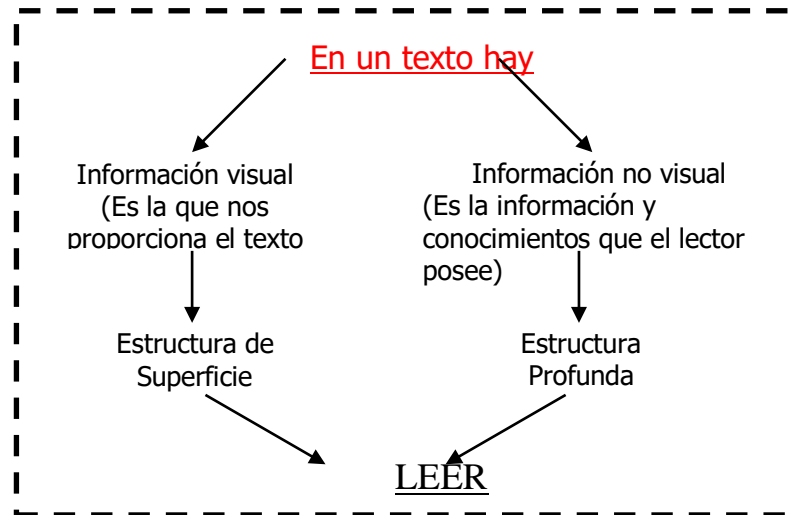 En un texto hay
Información visual
(Es la que nos
proporciona el texto
Información no visual
(Es la información y
conocimientos que el lector
posee)
Estructura de
Superficie
Estructura
Profunda
LEER